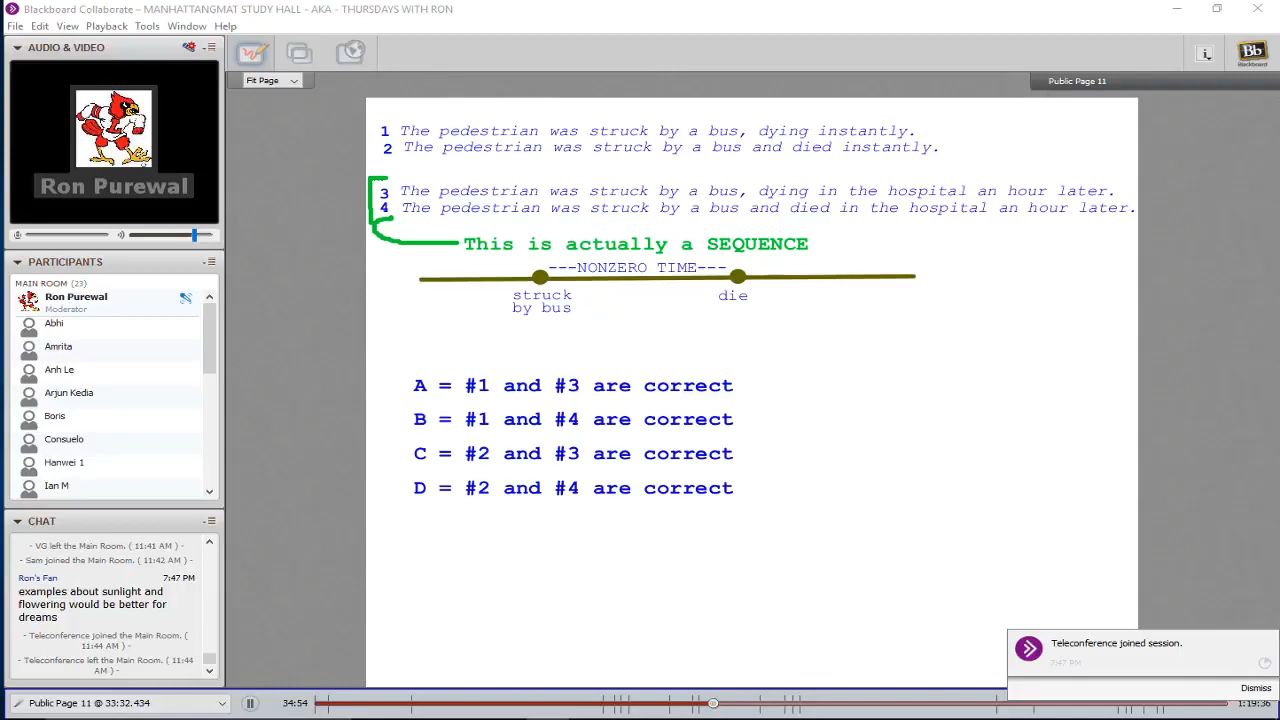 Blackboard Collaborate – MANHATTANGMAT STUDY HALL - AKA - THURSDAYS WITH RON
File Edit View Playback Tools Window Help
AUDIO & VIDEO
Ron Purewal
PARTICIPANTS
MAIN ROOM (23)
Ron Purewal
Moderator
Abhi
Amrita
Anh Le
Arjun Kedia
Boris
Consuelo
Hanwei 1
Ian M
CHAT
- VG left the Main Room. ( 11:41 AM ) -
- Sam joined the Main Room. ( 11:42 AM ) -
Ron's Fan 7:47 PM
examples about sunlight and
flowering would be better for
dreams
- Teleconference joined the Main Room. (
11:44 AM ) -
- Teleconference left the Main Room. ( 11:44
AM ) -
Fit Page
i
Bb
Blackboard
Public Page 11
1 The pedestrian was struck by a bus, dying instantly.
2 The pedestrian was struck by a bus and died instantly.
3 The pedestrian was struck by a bus, dying in the hospital an hour later.
4 The pedestrian was struck by a bus and died in the hospital an hour later.
This is actually a SEQUENCE
---NONZERO TIME---
struck
by bus
die
A = #1 and #3 are correct
B = #1 and #4 are correct
C = #2 and #3 are correct
D = #2 and #4 are correct
Teleconference joined session.
7:47 PM
Dismiss
Public Page 11 @ 33:32.434
34:54
1:19:36